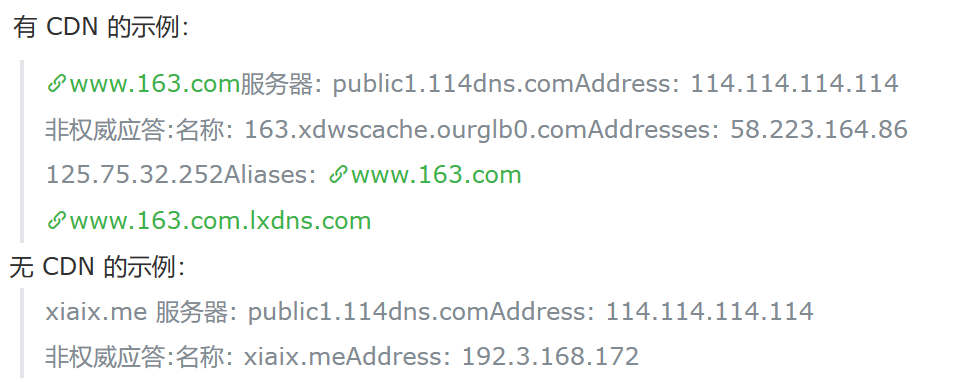 有 CDN 的示例：
www.163.com服务器: public1.114dns.comAddress: 114.114.114.114
非权威应答:名称: 163.xdwscache.ourglb0.comAddresses: 58.223.164.86
125.75.32.252Aliases: www.163.com
www.163.com.lxdns.com
无 CDN 的示例：
xiaix.me 服务器: public1.114dns.comAddress: 114.114.114.114
非权威应答:名称: xiaix.meAddress: 192.3.168.172